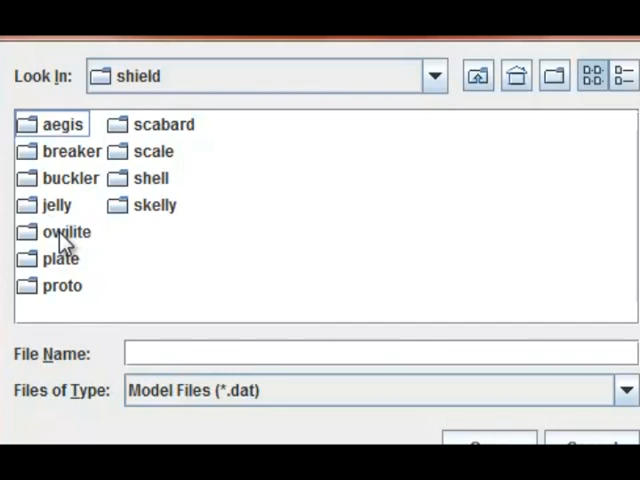 Look In: shield
aegis
breaker
buckler
jelly
owilite
plate
proto
scabard
scale
shell
skelly
File Name:
Files of Type: Model Files (*.dat)